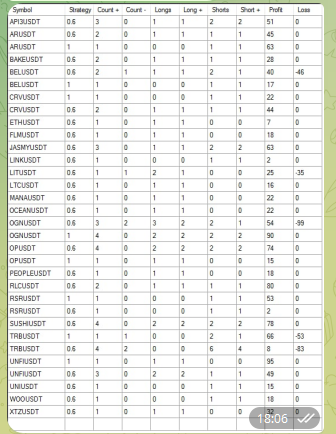 Symbol Strategy Count + Count - Longs Long + Shorts Short + Profit Loss
API3USDT 0.6 3 0 1 1 2 2 51 0
ARUSDT 0.6 2 0 1 1 1 1 45 0
ARUSDT 1 1 0 0 0 1 1 63 0
BAKEUSDT 0.6 2 0 1 1 1 1 28 0
BELUSDT 0.6 2 1 1 1 2 1 40 -46
BELUSDT 1 1 0 0 0 1 1 17 0
CRVUSDT 1 1 0 0 0 1 1 22 0
CRVUSDT 0.6 2 0 1 1 1 1 44 0
ETHUSDT 0.6 1 0 1 1 0 0 7 0
FLMUSDT 0.6 1 0 1 1 0 0 18 0
JASMYUSDT 0.6 3 0 1 1 2 2 63 0
LINKUSDT 0.6 1 0 0 0 1 1 2 0
LITUSDT 0.6 1 1 2 1 0 0 25 -35
LTCUSDT 0.6 1 0 1 1 0 0 16 0
MANAUSDT 0.6 1 0 1 1 0 0 22 0
OCEANUSDT 0.6 1 0 1 1 0 0 22 0
OGNUSDT 0.6 3 2 3 2 2 1 54 -99
OGNUSDT 1 4 0 2 2 2 2 90 0
OPUSDT 0.6 4 0 2 2 2 2 74 0
OPUSDT 1 1 0 1 1 0 0 15 0
PEOPLEUSDT 0.6 1 0 1 1 0 0 18 0
RLCUSDT 0.6 2 0 1 1 1 1 80 0
RSRUSDT 1 1 0 0 0 1 1 53 0
RSRUSDT 0.6 1 0 0 0 1 1 2 0
SUSHIUSDT 0.6 4 0 2 2 2 2 78 0
TRBUSDT 1 1 1 0 0 2 1 66 -53
TRBUSDT 0.6 4 2 0 0 6 4 8 -83
UNFIUSDT 1 1 0 1 1 0 0 95 0
UNFIUSDT 0.6 3 0 2 2 1 1 49 0
UNIUSDT 0.6 1 0 0 0 1 1 15 0
WOOUSDT 0.6 1 0 0 0 1 1 18 0
XTZUSDT 0.6 1 0 1 1 0 0 32 0
18:06